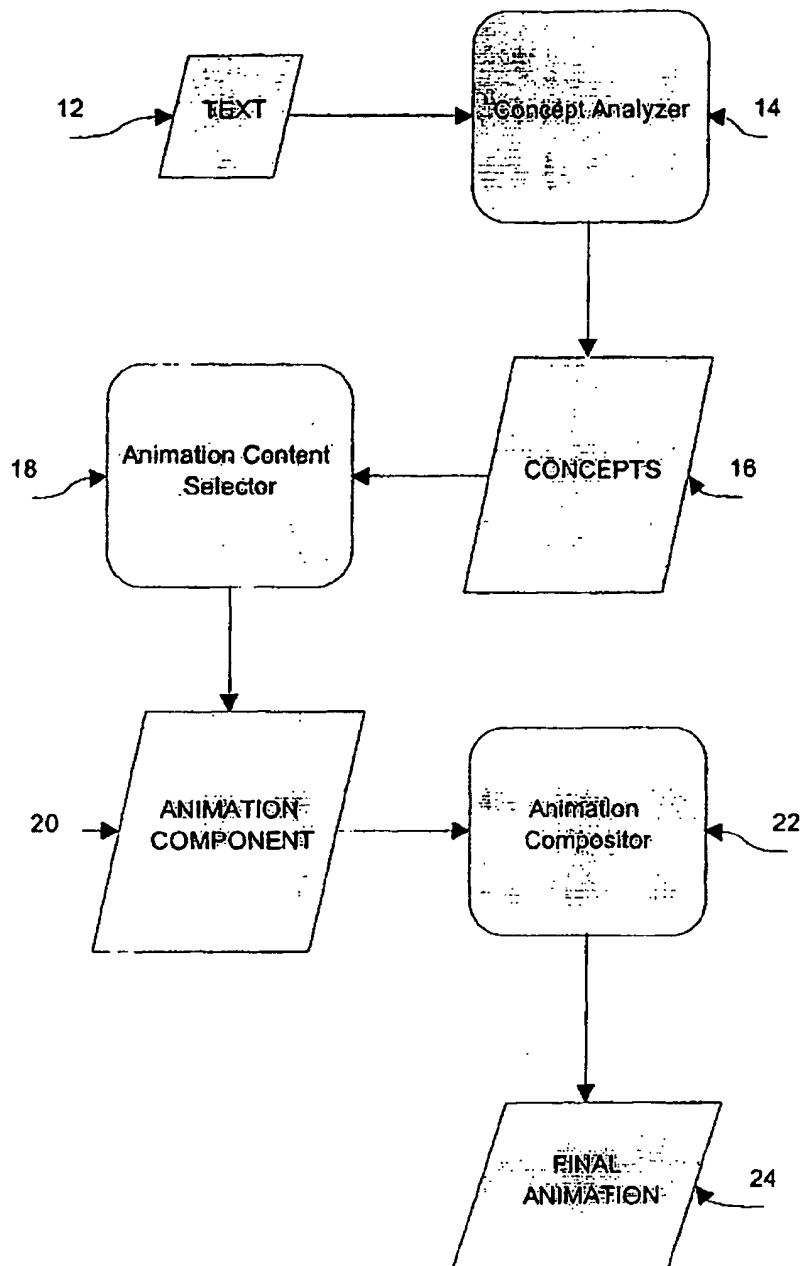 12
TEXT
Concept Analyzer
14
18
Animation Content
Selector
CONCEPTS
16
20
ANIMATION
COMPONENT
Animation
Compositor
22
FINAL
ANIMATION
24